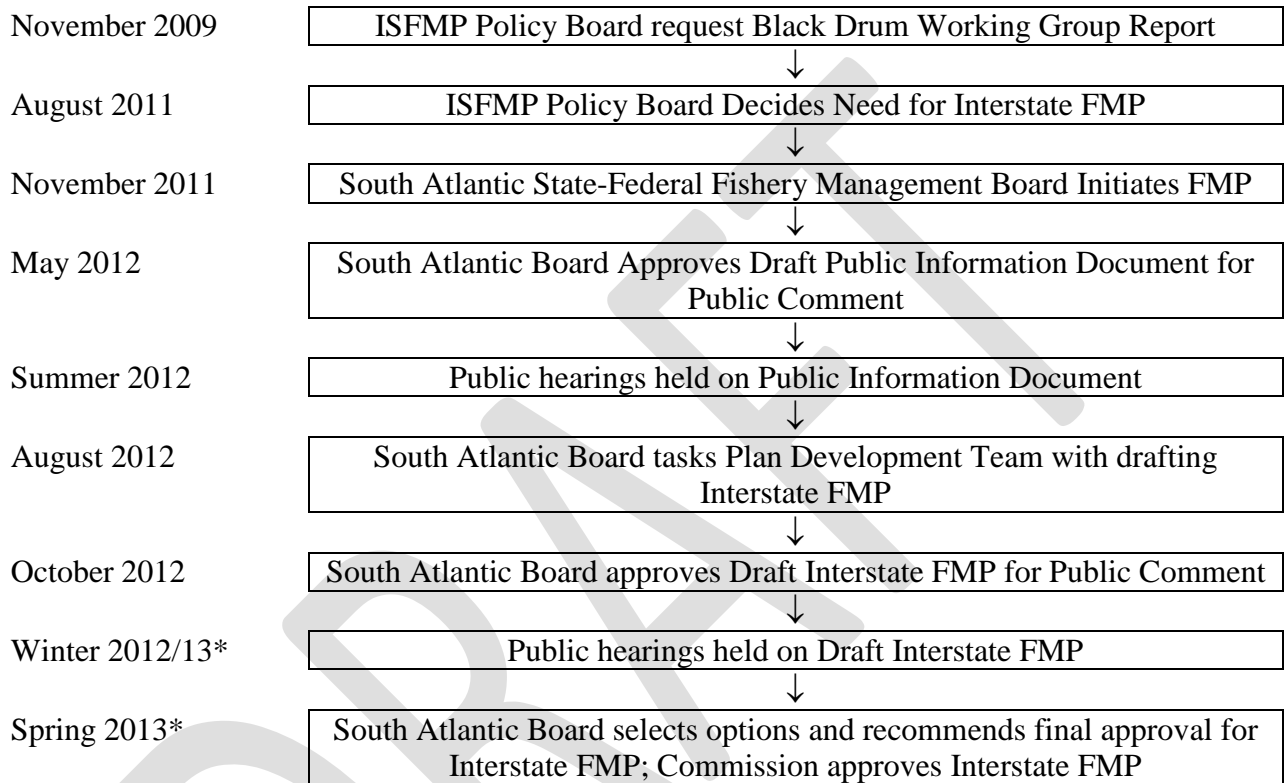 November 2009 ISFMP Policy Board request Black Drum Working Group Report
↓
August 2011 ISFMP Policy Board Decides Need for Interstate FMP
↓
November 2011 South Atlantic State-Federal Fishery Management Board Initiates FMP
↓
May 2012 South Atlantic Board Approves Draft Public Information Document for
Public Comment
↓
Summer 2012 Public hearings held on Public Information Document
↓
August 2012 South Atlantic Board tasks Plan Development Team with drafting
Interstate FMP
↓
October 2012 South Atlantic Board approves Draft Interstate FMP for Public Comment
↓
Winter 2012/13* Public hearings held on Draft Interstate FMP
↓
Spring 2013* South Atlantic Board selects options and recommends final approval for
Interstate FMP; Commission approves Interstate FMP
DRAFT